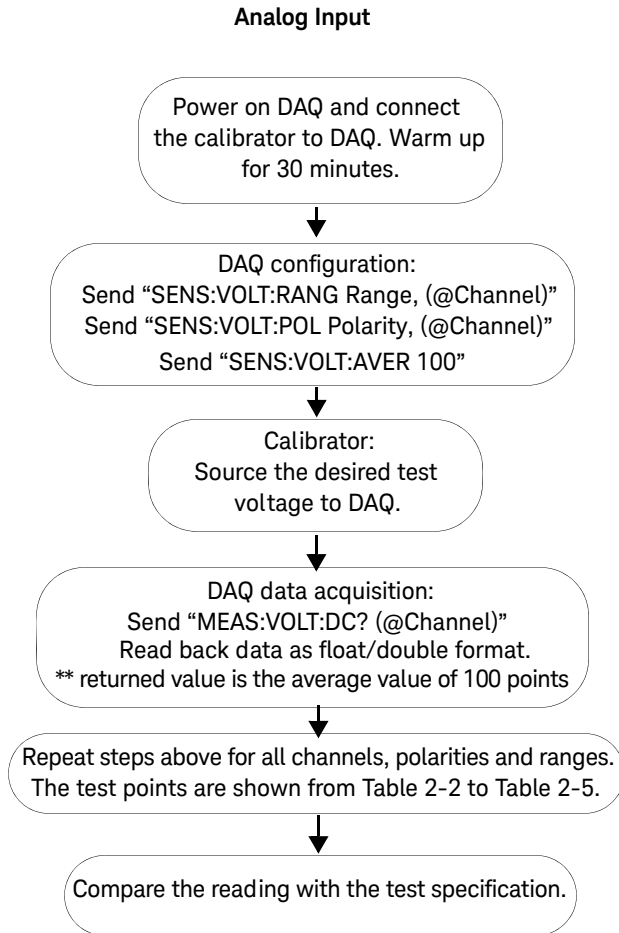 Analog Input
Power on DAQ and connect
the calibrator to DAQ. Warm up
for 30 minutes.
DAQ configuration:
Send “SENS:VOLT:RANG Range, (@Channel)”
Send “SENS:VOLT:POL Polarity, (@Channel)”
Send “SENS:VOLT:AVER 100”
Calibrator:
Source the desired test
voltage to DAQ.
DAQ data acquisition:
Send “MEAS:VOLT:DC? (@Channel)”
Read back data as float/double format.
** returned value is the average value of 100 points
Repeat steps above for all channels, polarities and ranges.
The test points are shown from Table 2-2 to Table 2-5.
Compare the reading with the test specification.